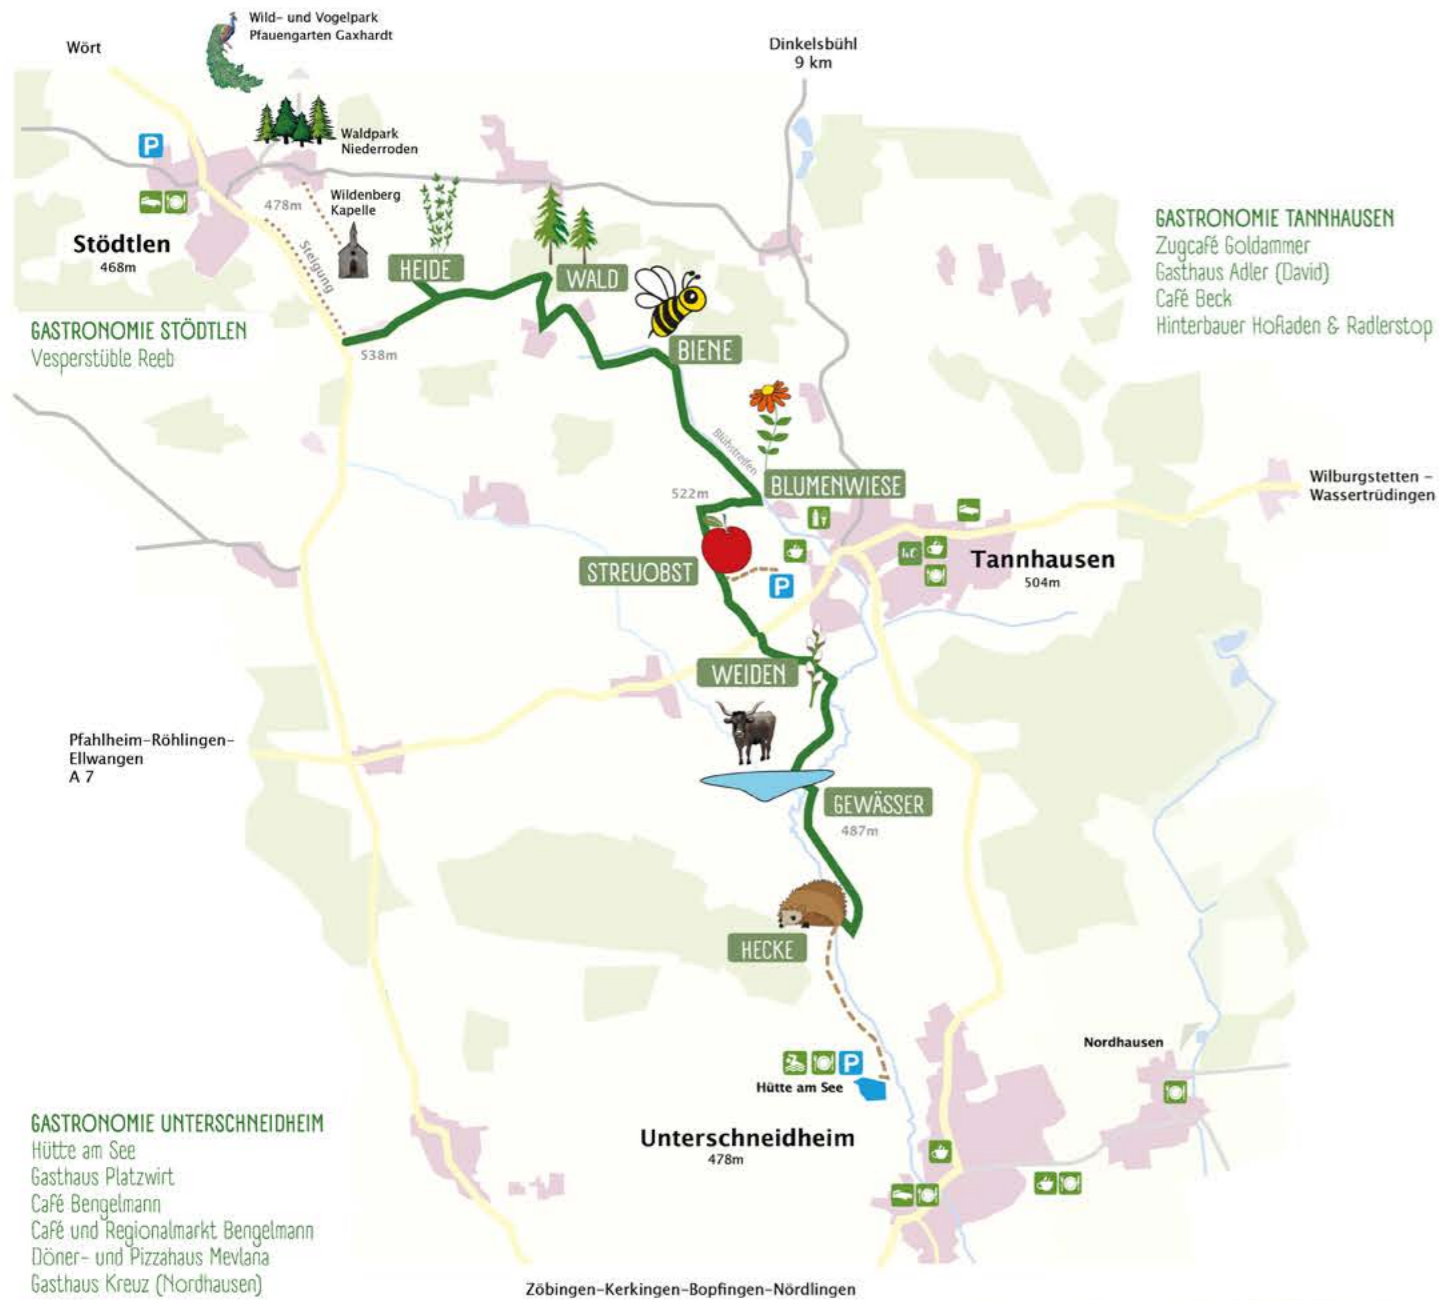 Wild- und Vogelpark
Pfauengarten Gaxhardt
Wört
Dinkelsbühl
9 km
P
Waldpark
Niederroden
478m
Wildenberg
Kapelle
Stödtlen
468m
Steigung
HEIDE
WALD
GASTRONOMIE TANNHAUSEN
Zugcafé Goldammer
Gasthaus Adler (David)
Café Beck
Hinterbauer Hofladen & Radlerstop
GASTRONOMIE STÖDTLEN
Vesperstüble Reeb
538m
BIENE
Blühstreifen
522m
BLUMENWIESE
Wilburgstetten –
Wassertrüdingen
STREUOBST
P
Tannhausen
504m
WEIDEN
Pfahlheim-Röhlingen-
Ellwangen
A 7
GEWÄSSER
487m
HECKE
Nordhausen
P
Hütte am See
Unterschneidheim
478m
GASTRONOMIE UNTERSCHNEIDHEIM
Hütte am See
Gasthaus Platzwirt
Café Bengelmann
Café und Regionalmarkt Bengelmann
Döner- und Pizzahaus Mevlana
Gasthaus Kreuz (Nordhausen)
Zöbingen-Kerkingen-Bopfingen-Nördlingen